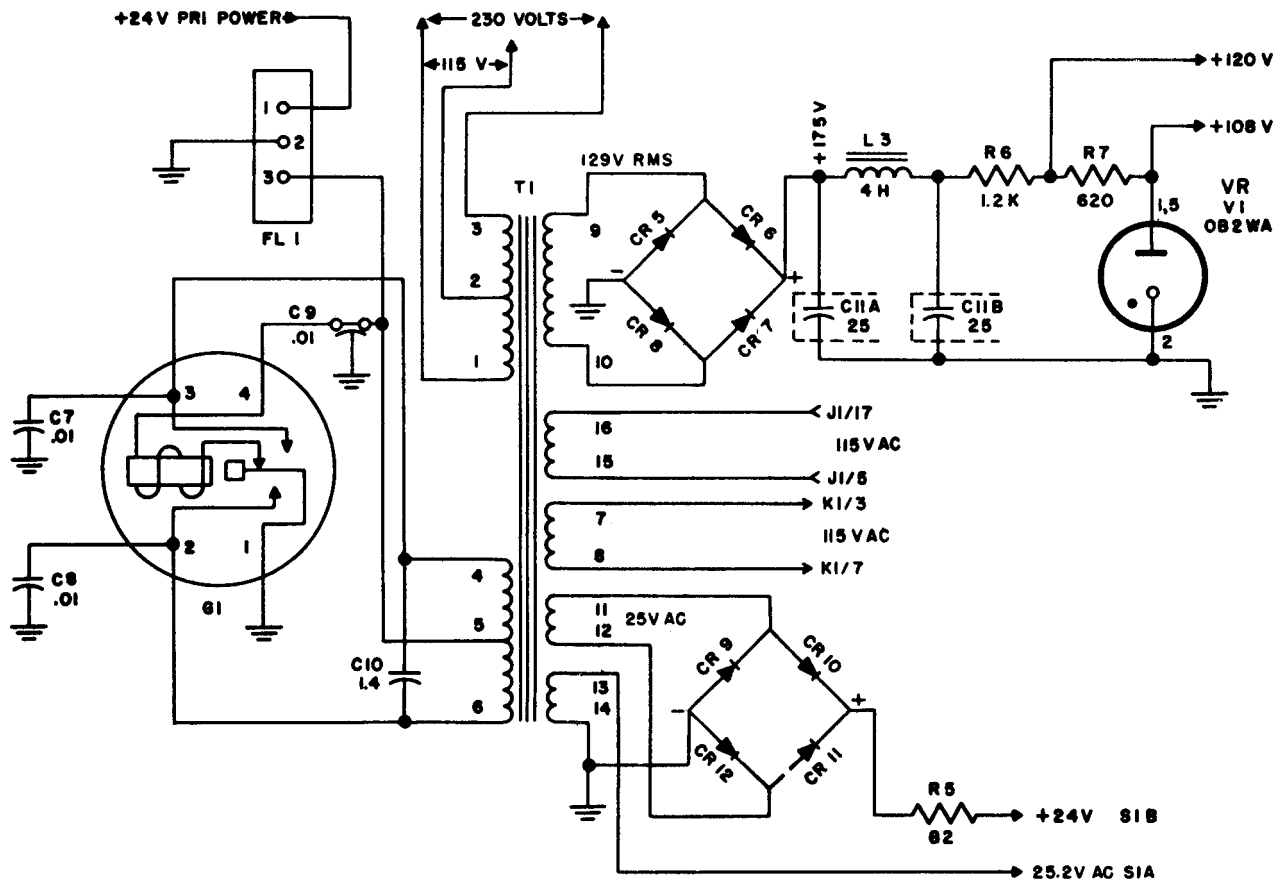 +24V PRI POWER
230 VOLTS
115 V
+120 V
+108 V
1
2
3
FL 1
129V RMS
T1
+175V
L 3
4 H
R6
1.2K
R7
620
VR
V1
OB2WA
1,5
2
3
2
1
9
10
CR 5
CR 6
CR 8
CR 7
-
+
C11A
25
C11B
25
C9
.01
3
4
C7
.01
2
1
C8
.01
G1
16
15
J1/17
115V AC
J1/5
7
8
K1/3
115 VAC
K1/7
4
5
6
C10
1.4
11
12
25V AC
13
14
CR 9
CR 10
CR 12
CR 11
-
+
R5
82
+24V S1B
25.2V AC S1A